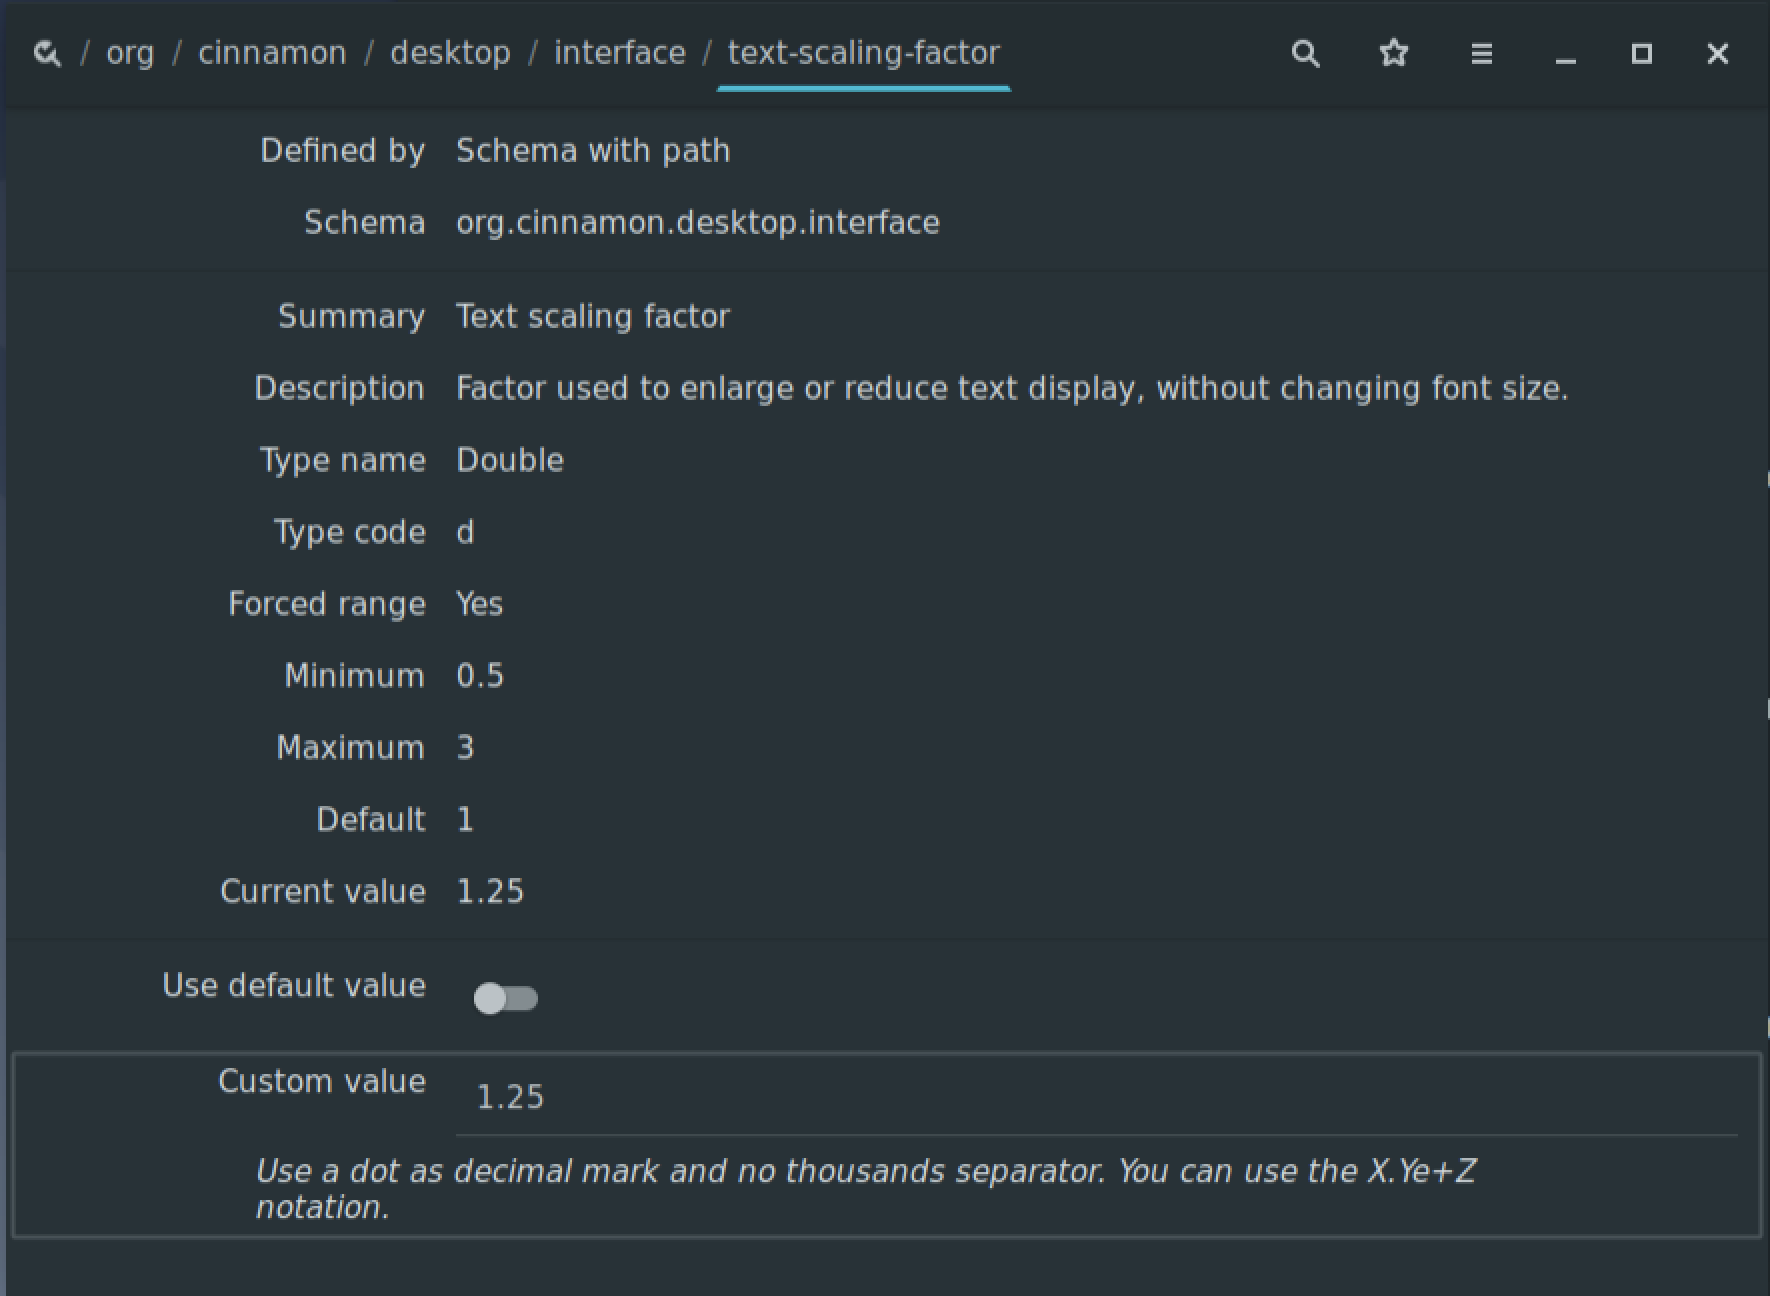 / org / cinnamon / desktop / interface / text-scaling-factor
Defined by Schema with path
Schema org.cinnamon.desktop.interface
Summary Text scaling factor
Description Factor used to enlarge or reduce text display, without changing font size.
Type name Double
Type code d
Forced range Yes
Minimum 0.5
Maximum 3
Default 1
Current value 1.25
Use default value
Custom value 1.25
Use a dot as decimal mark and no thousands separator. You can use the X.Ye+Z
notation.